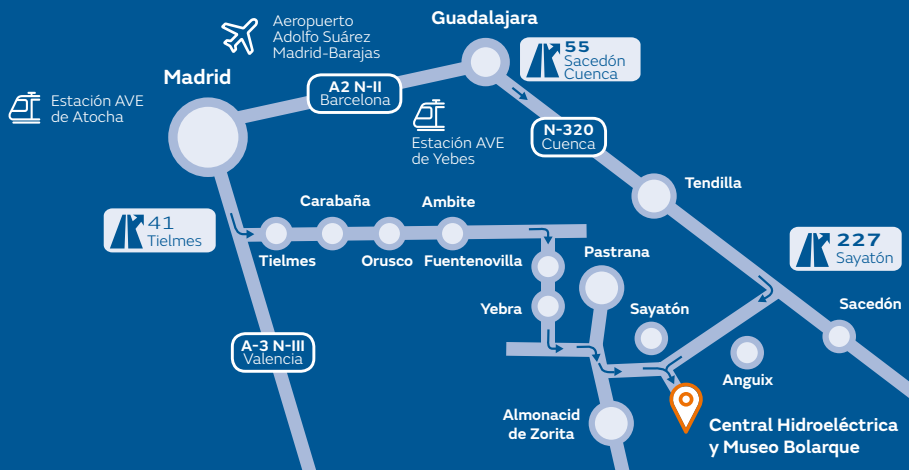 Aeropuerto
Adolfo Suárez
Madrid-Barajas
Guadalajara
55
Sacedón
Cuenca
Madrid
A2 N-II
Barcelona
Estación AVE
de Atocha
Estación AVE
de Yebes
N-320
Cuenca
Tendilla
Carabaña
Ambite
41
Tielmes
Tielmes
Orusco
Fuentenovilla
Pastrana
227
Sayatón
Yebra
Sayatón
Sacedón
A-3 N-III
Valencia
Anguix
Almonacid
de Zorita
Central Hidroeléctrica
y Museo Bolarque